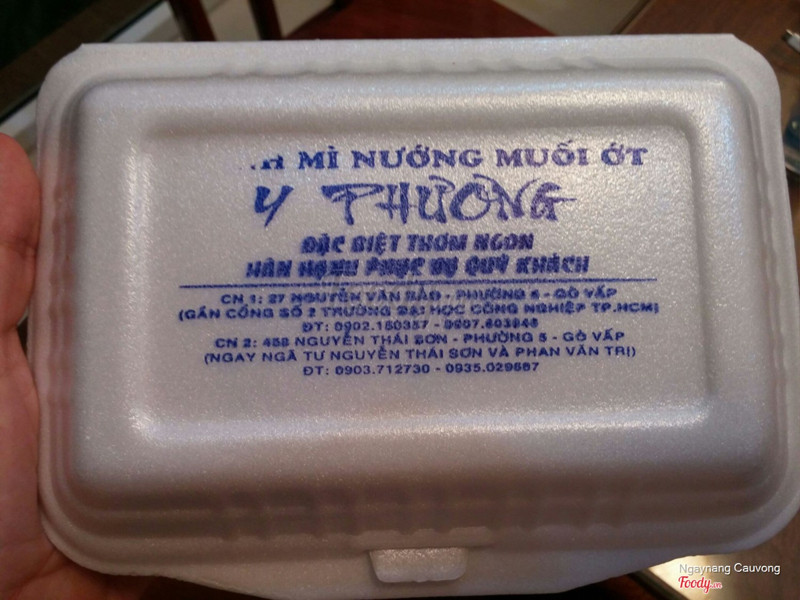 MÌ NƯỚNG MUỐI ỚT
Y PHƯỢNG
ĐẶC BIỆT THƠM NGON
HÂN HẠNH PHỤC VỤ QUÝ KHÁCH
CN 1: 27 NGUYỄN VĂN BẢO - PHƯỜNG 5 - GÒ VẤP
(GẦN CỔNG SỐ 2 TRƯỜNG ĐẠI HỌC CÔNG NGHIỆP TP.HCM)
ĐT:
CN 2: 458 NGUYỄN THÁI SƠN - PHƯỜNG 5 - GÒ VẤP
(NGAY NGÃ TƯ NGUYỄN THÁI SƠN VÀ PHAN VĂN TRỊ)
ĐT: 0903.712730 -
Ngaynang Cauvong
Foody.vn